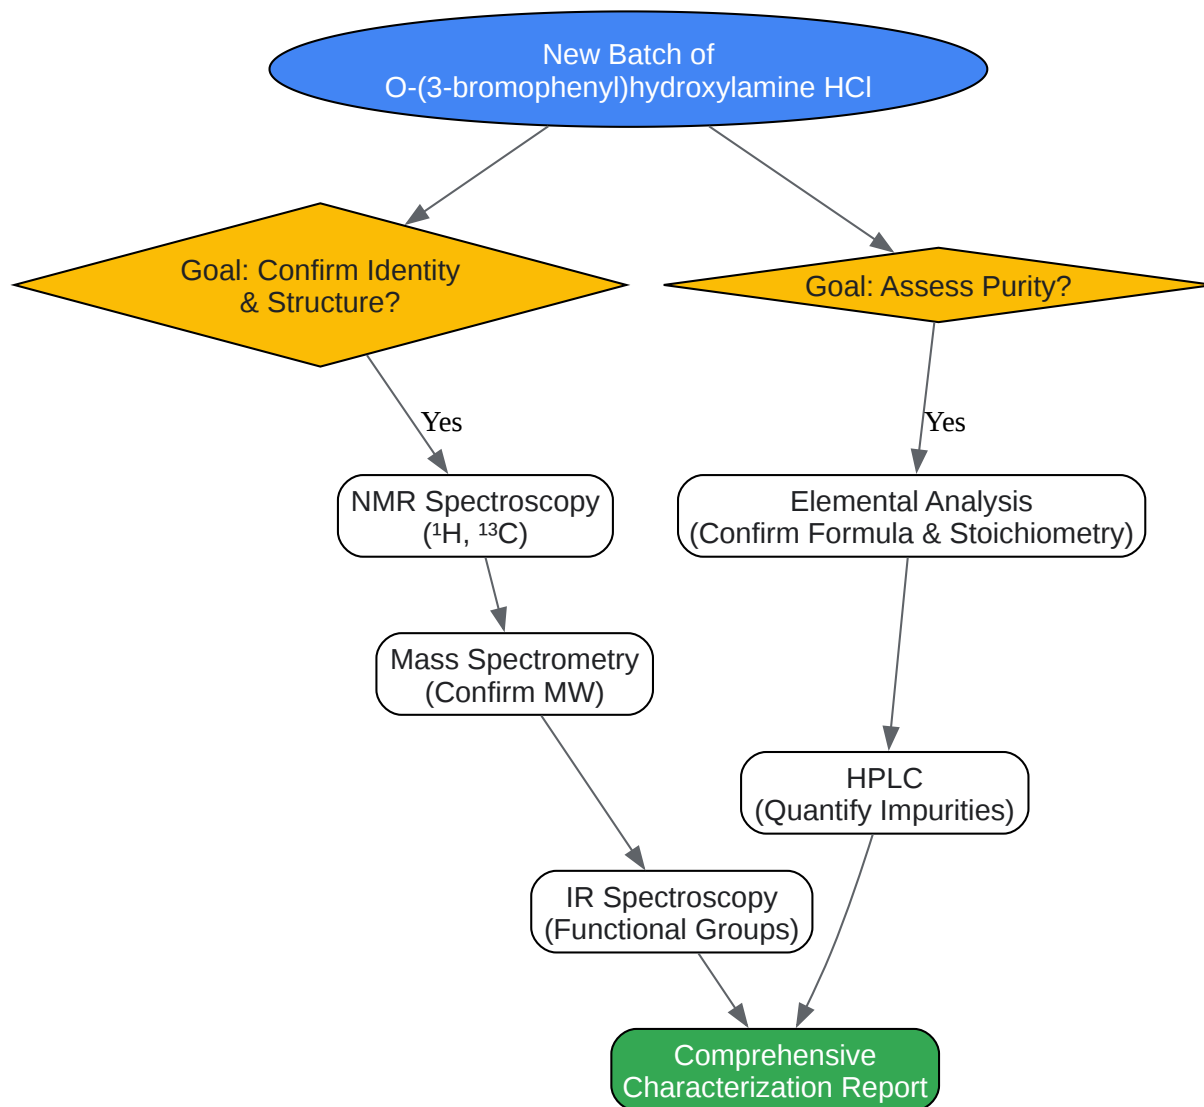 New Batch of
O-(3-bromophenyl)hydroxylamine HCl
Goal: Confirm Identity
& Structure?
Goal: Assess Purity?
Yes
Yes
NMR Spectroscopy
(¹H, ¹³C)
Elemental Analysis
(Confirm Formula & Stoichiometry)
Mass Spectrometry
(Confirm MW)
HPLC
(Quantify Impurities)
IR Spectroscopy
(Functional Groups)
Comprehensive
Characterization Report